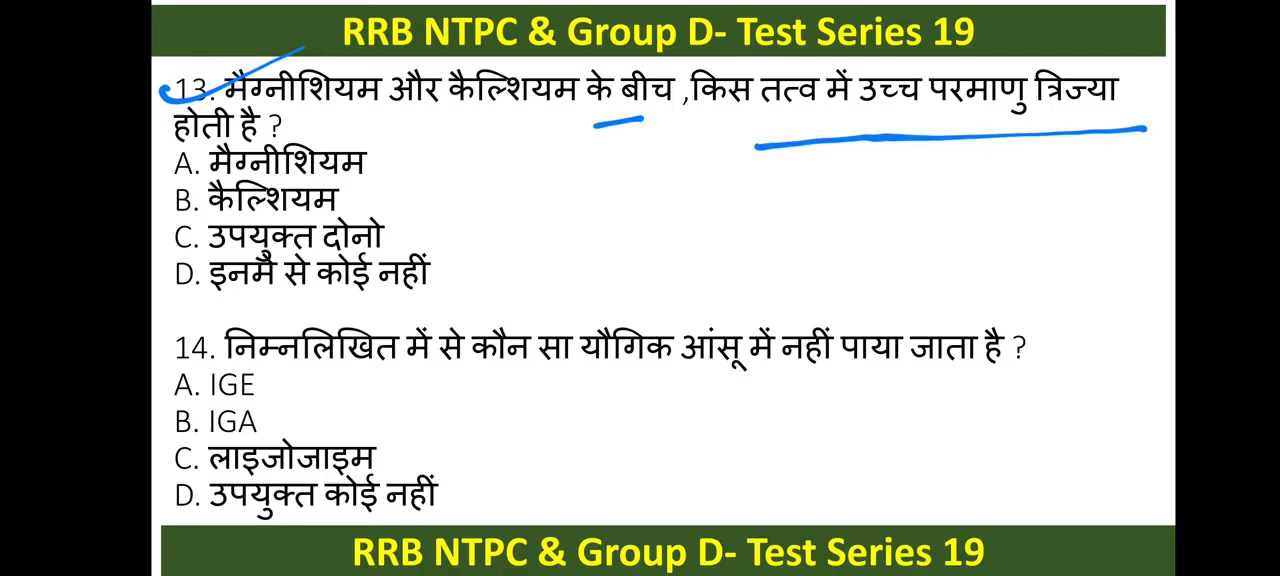 RRB NTPC & Group D- Test Series 19
13. मैग्नीशियम और कैल्शियम के बीच ,किस तत्व में उच्च परमाणु त्रिज्या
होती है ?
A. मैग्नीशियम
B. कैल्शियम
C. उपयुक्त दोनो
D. इनमें से कोई नहीं
14. निम्नलिखित में से कौन सा यौगिक आंसू में नहीं पाया जाता है ?
A. IGE
B. IGA
C. लाइजोजाइम
D. उपयुक्त कोई नहीं
RRB NTPC & Group D- Test Series 19